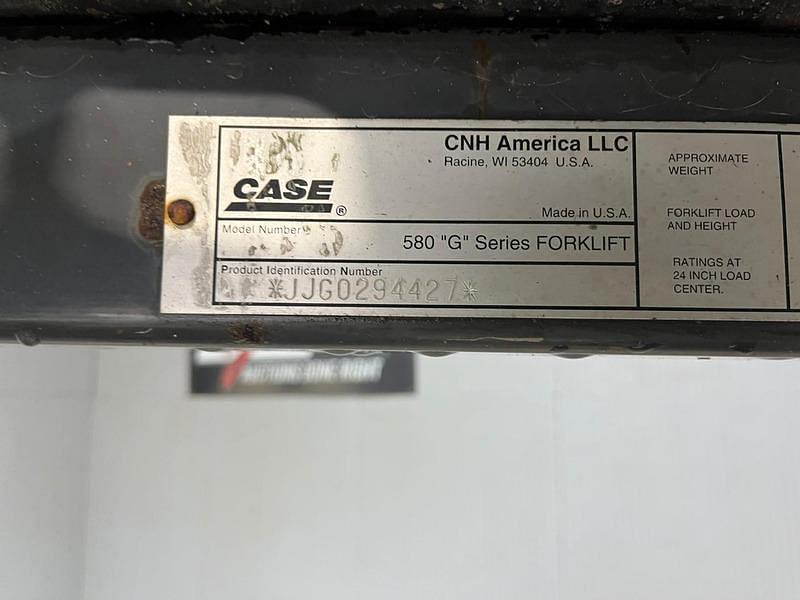 CNH America LLC
Racine, WI 53404 U.S.A.
CASE
®
Made in U.S.A.
Model Number
580 "G" Series FORKLIFT
Product Identification Number
*JJG0294427*
APPROXIMATE
WEIGHT
FORKLIFT LOAD
AND HEIGHT
RATINGS AT
24 INCH LOAD
CENTER.